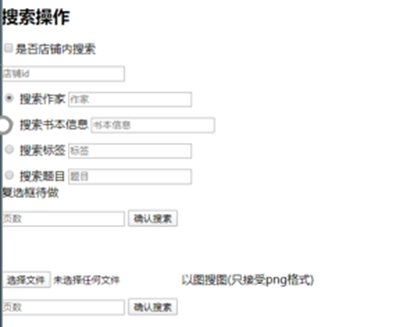 搜索操作
是否店铺内搜索
店铺id
搜索作家 作家
搜索书本信息 书本信息
搜索标签 标签
搜索题目 题目
复选框待做
页数 确认搜索
选择文件 未选择任何文件 以图搜图(只接受png格式)
页数 确认搜索